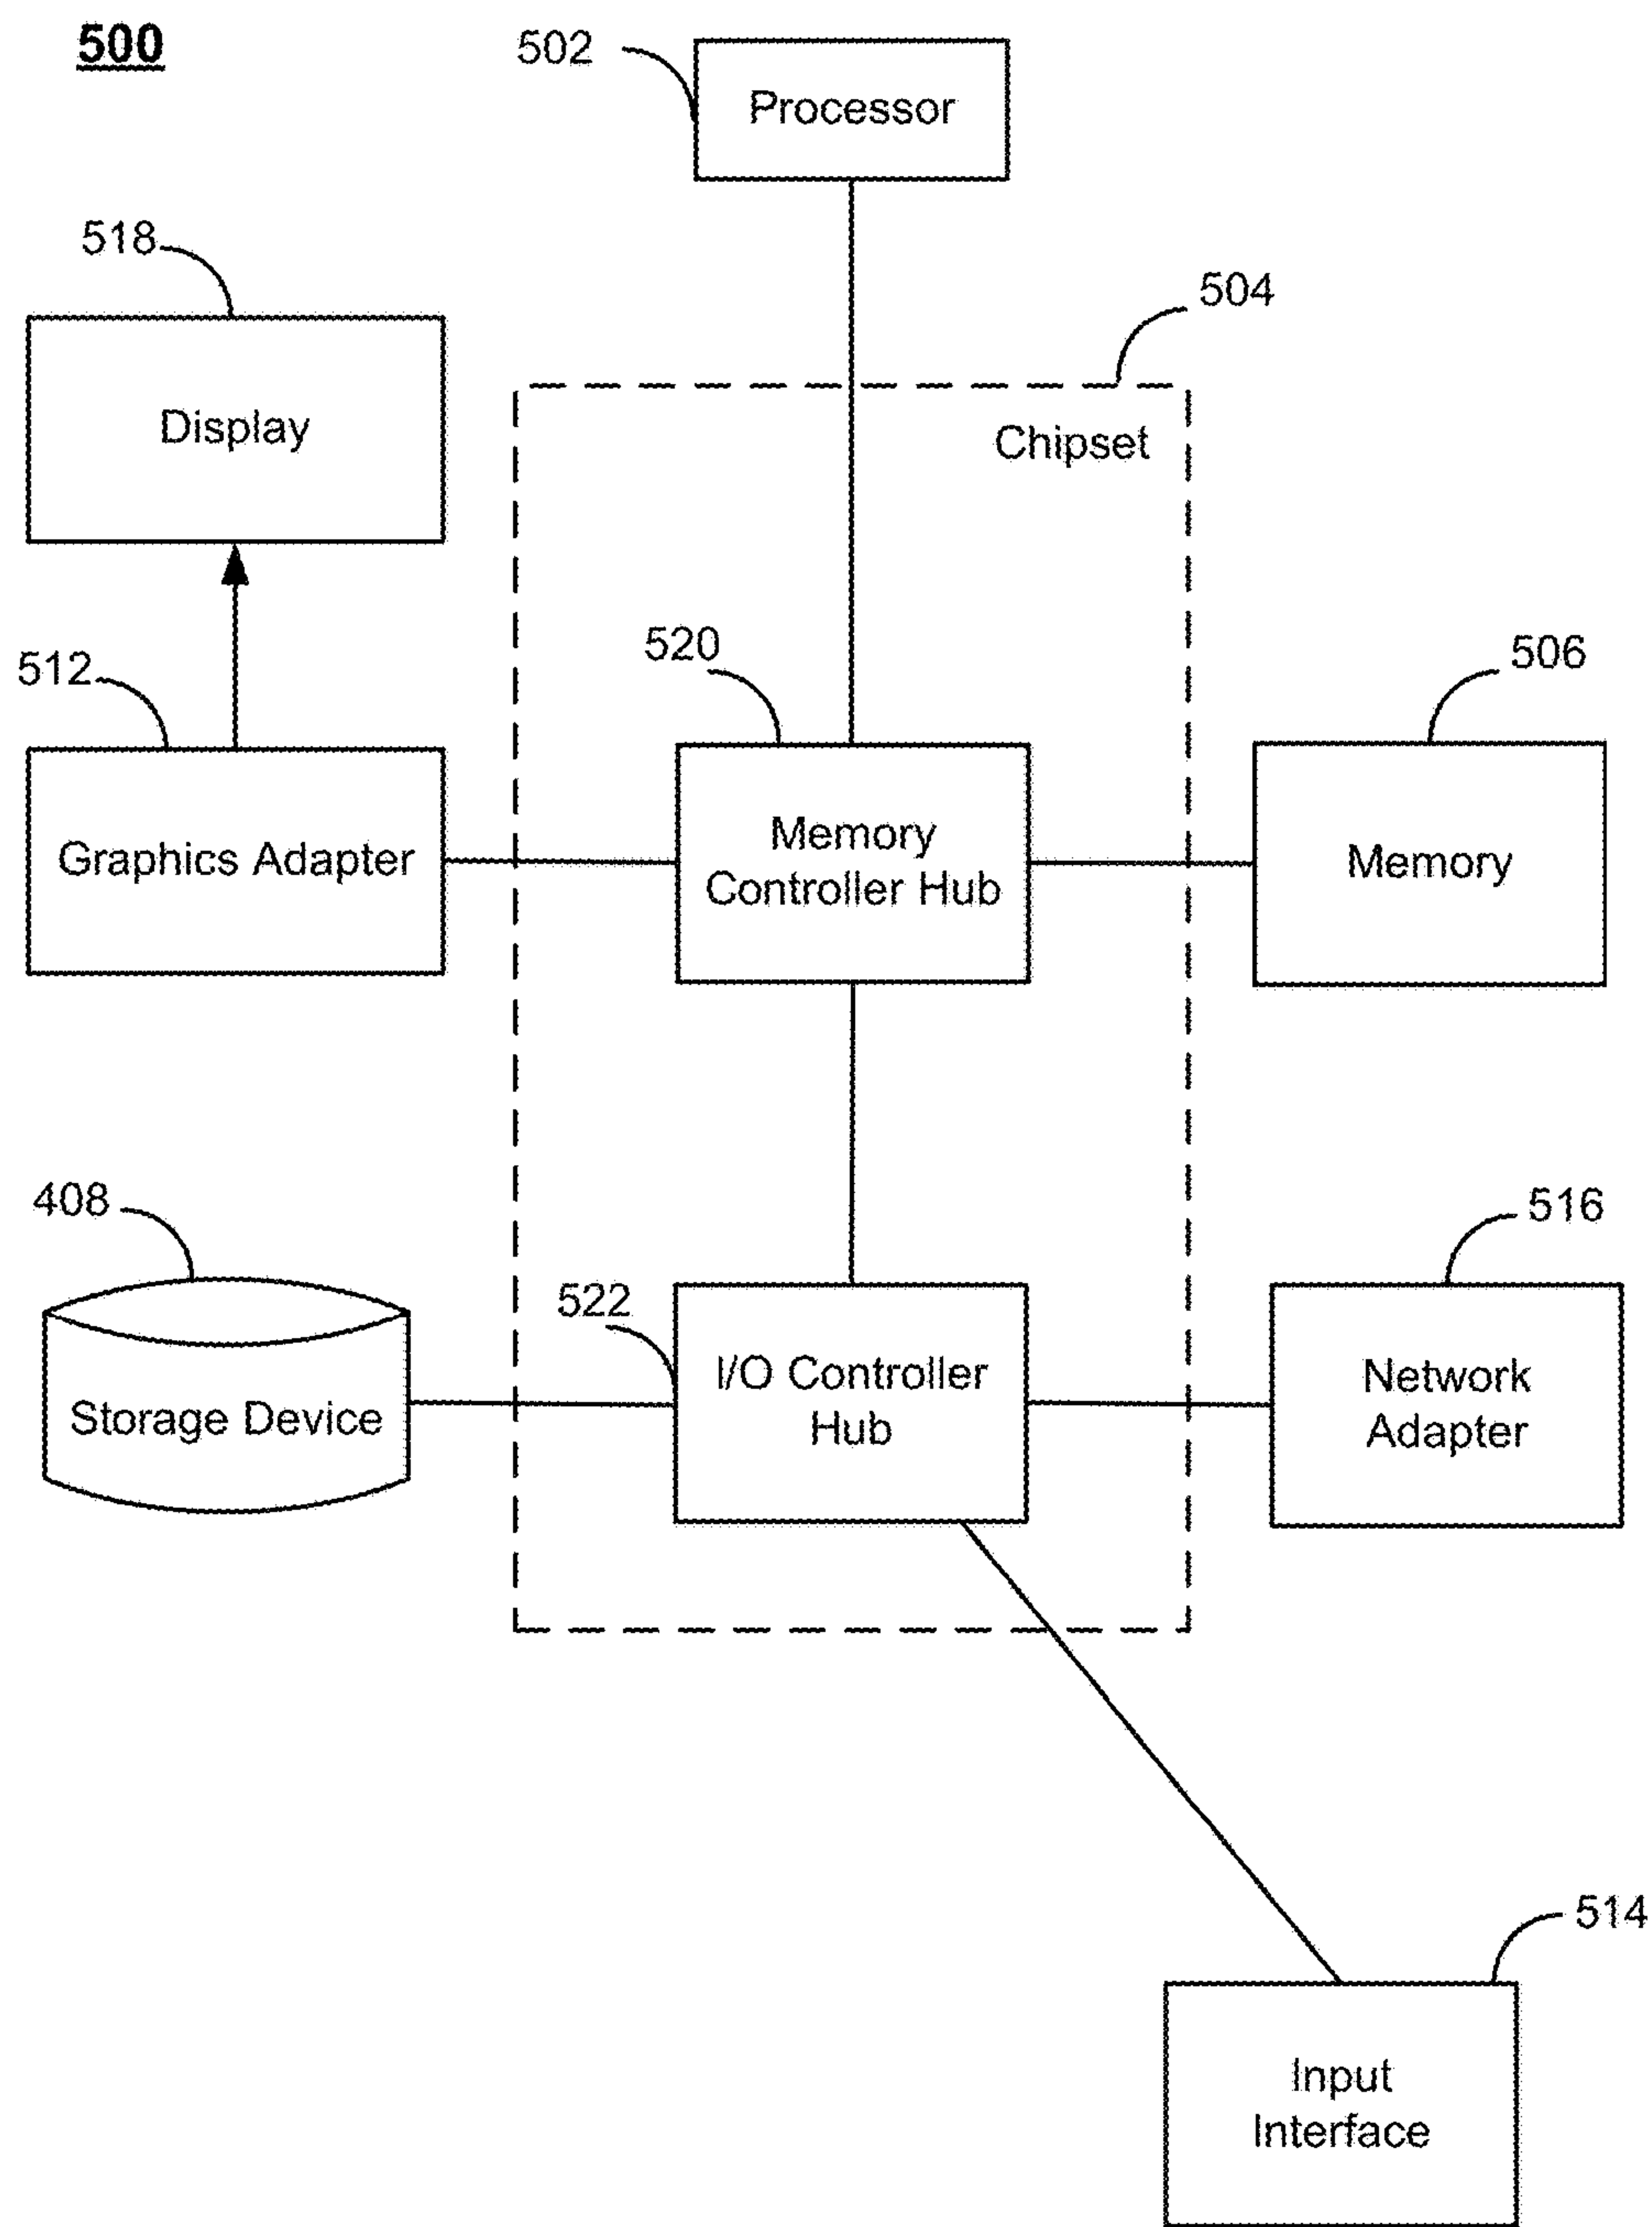 500
502
Processor
518
504
Display
Chipset
520
506
512
Graphics Adapter
Memory
Controller Hub
Memory
408
516
522
Storage Device
I/O Controller
Hub
Network
Adapter
514
Input
Interface